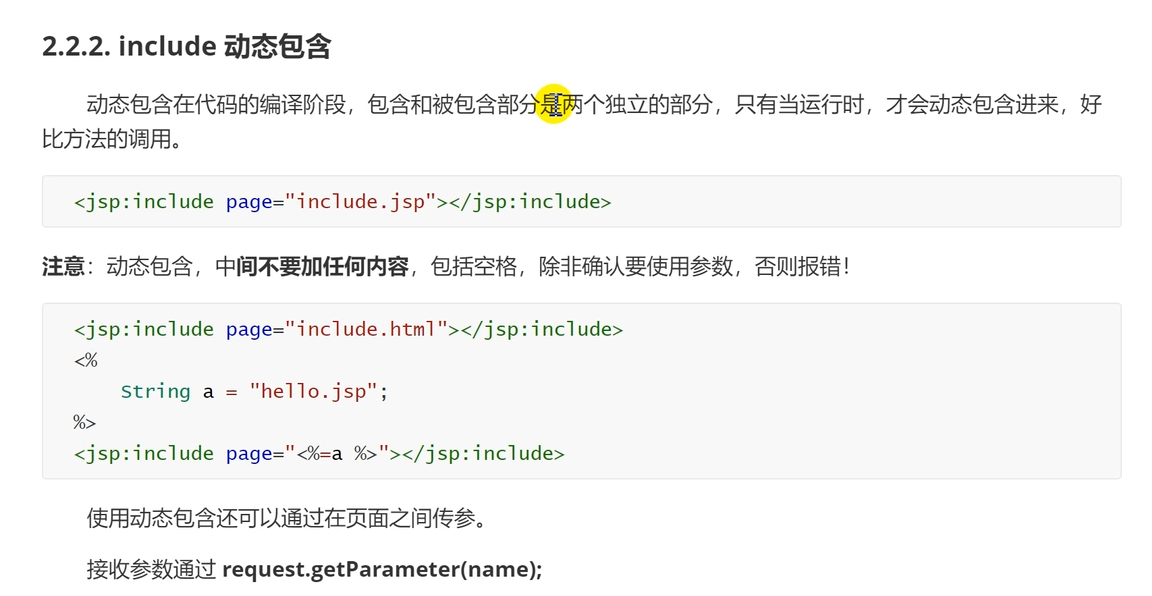 2.2.2. include 动态包含
动态包含在代码的编译阶段，包含和被包含部分是两个独立的部分，只有当运行时，才会动态包含进来，好
比方法的调用。
<jsp:include page="include.jsp"></jsp:include>
注意：动态包含，中间不要加任何内容，包括空格，除非确认要使用参数，否则报错！
<jsp:include page="include.html"></jsp:include>
<%
String a = "hello.jsp";
%>
<jsp:include page="<%=a %>"></jsp:include>
使用动态包含还可以通过在页面之间传参。
接收参数通过 request.getParameter(name);